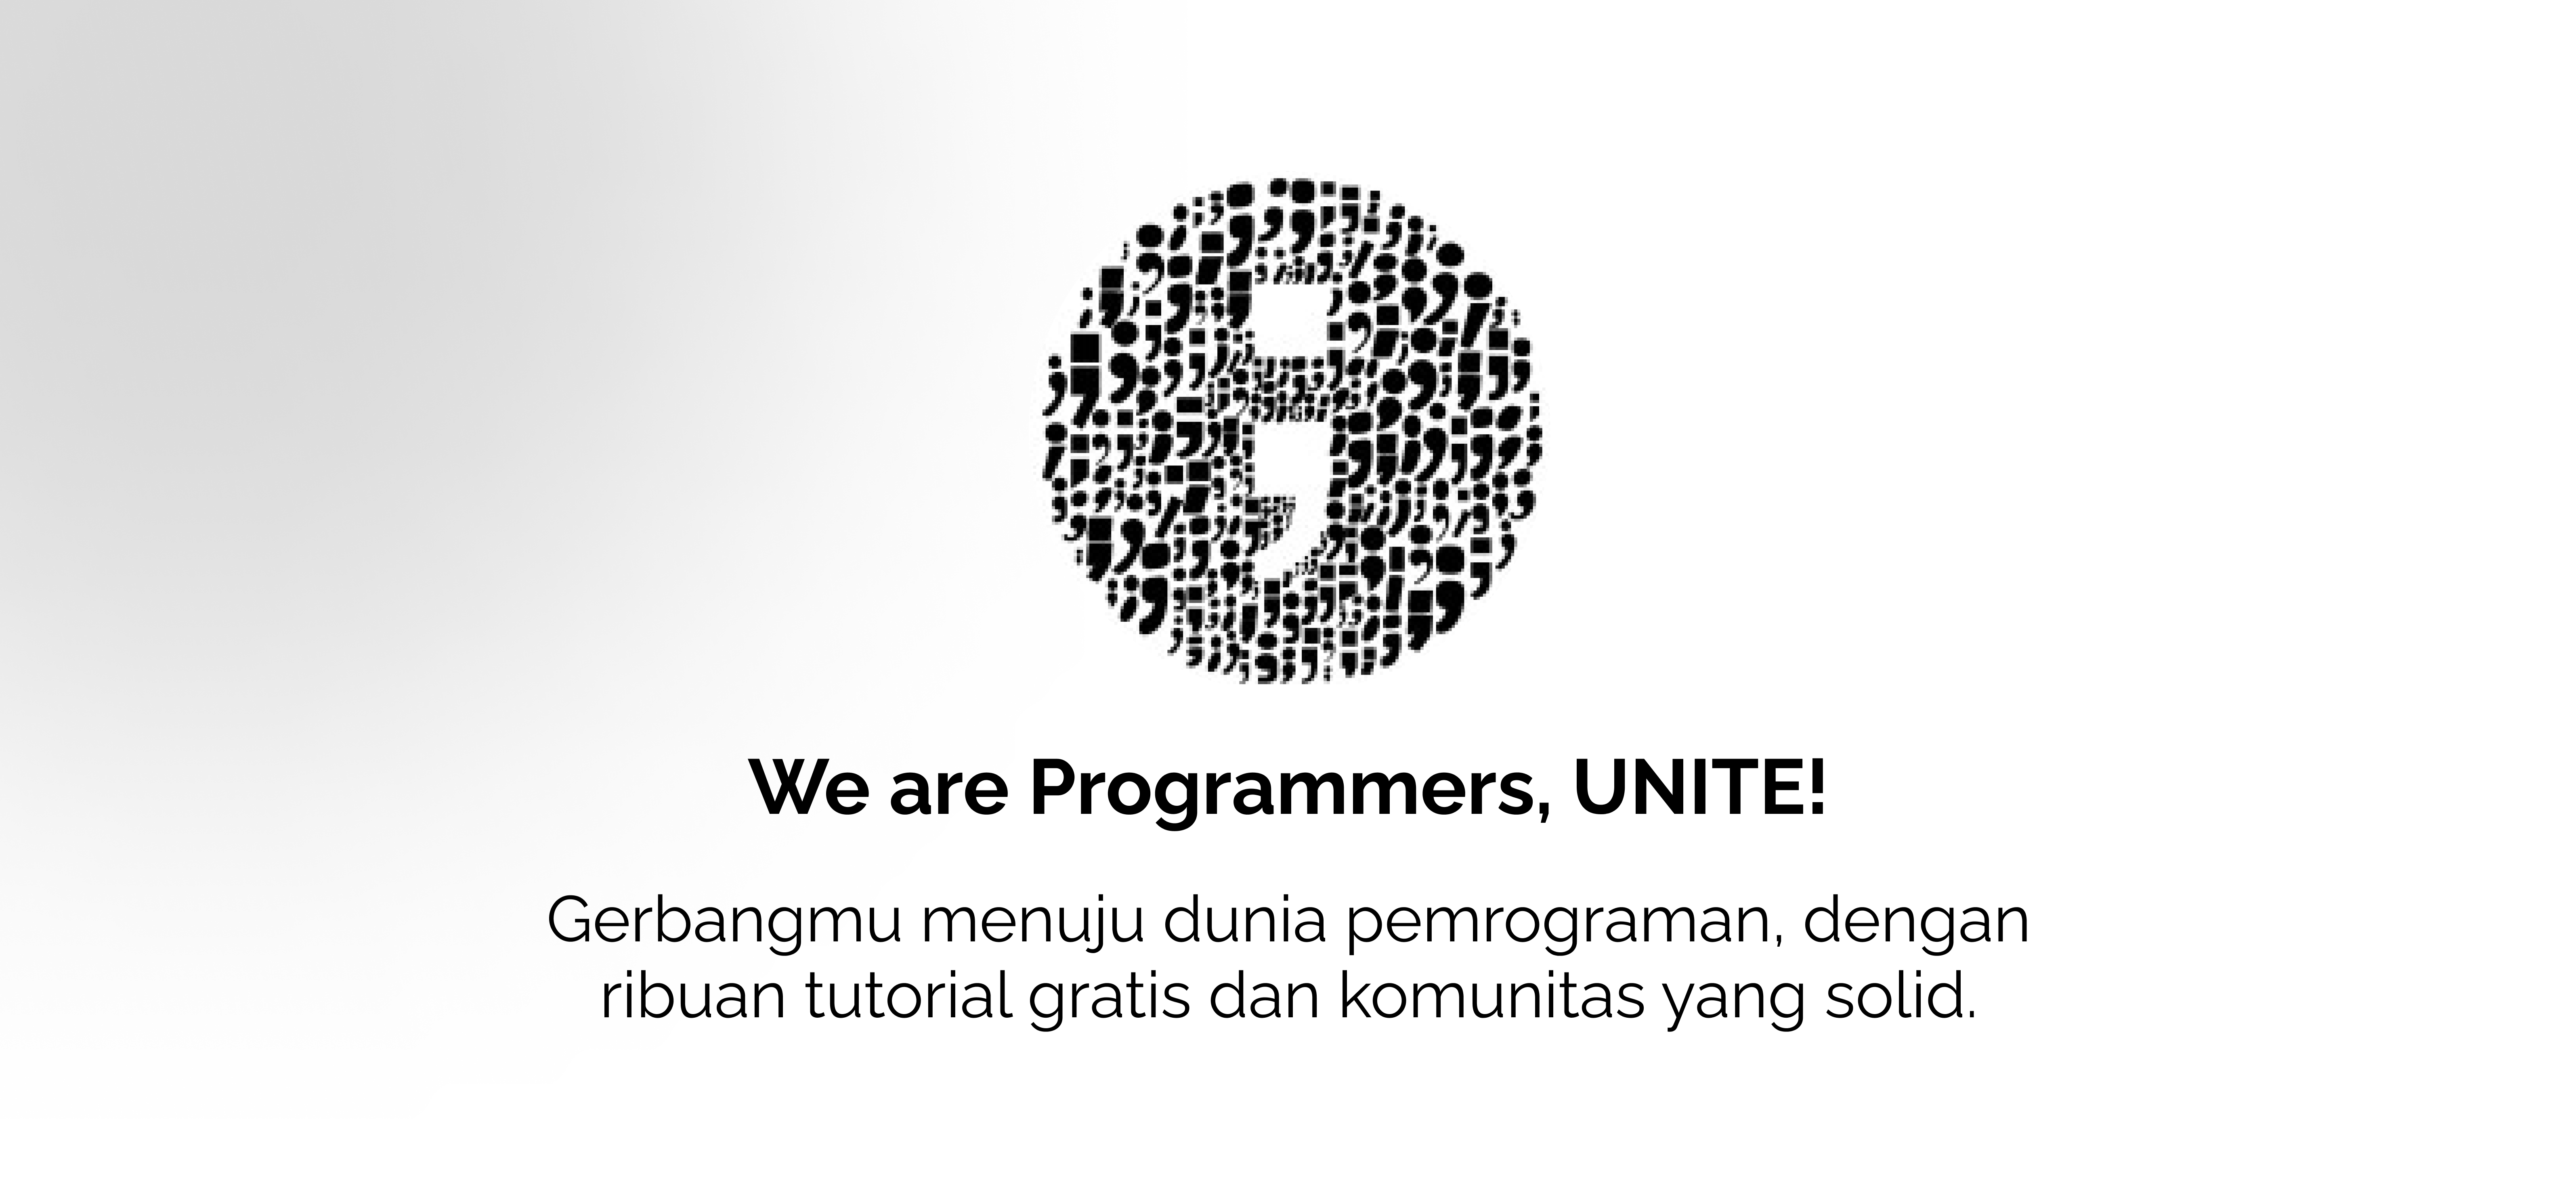 We are Programmers, UNITE!
Gerbangmu menuju dunia pemrograman, dengan
ribuan tutorial gratis dan komunitas yang solid.